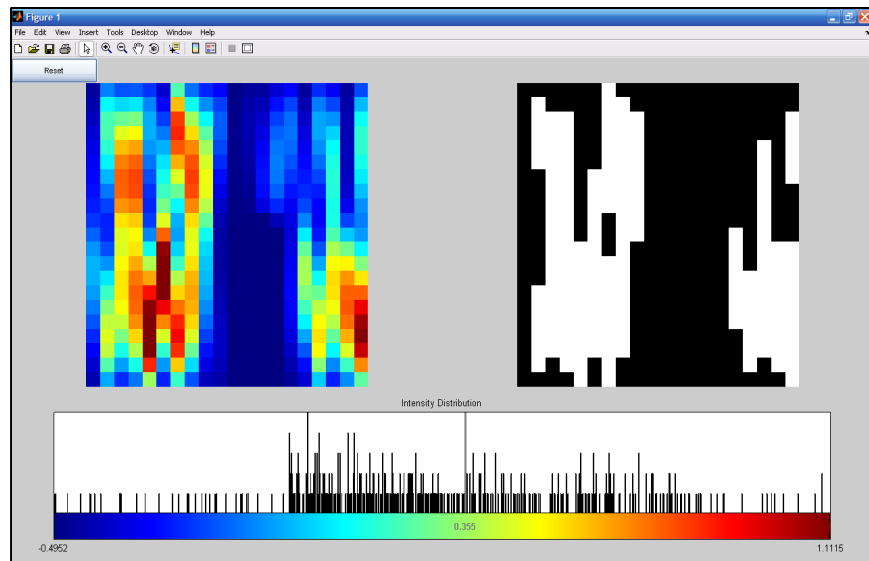 Figure 1
File Edit View Insert Tools Desktop Window Help
Reset
Intensity Distribution
0.355
-0.4952 1.1115